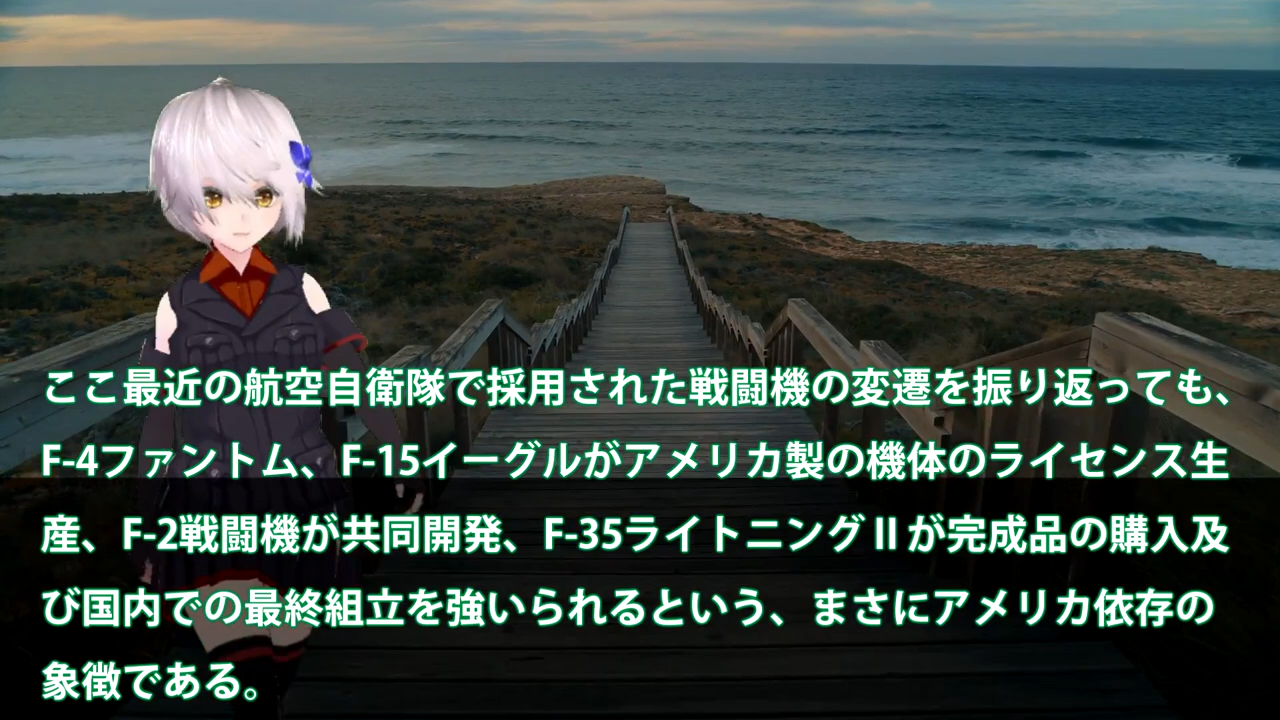 ここ最近の航空自衛隊で採用された戦闘機の変遷を振り返っても、
F-4ファントム、F-15イーグルがアメリカ製の機体のライセンス生
産、F-2戦闘機が共同開発、F-35ライトニングⅡが完成品の購入及
び国内での最終組立を強いられるという、まさにアメリカ依存の
象徴である。